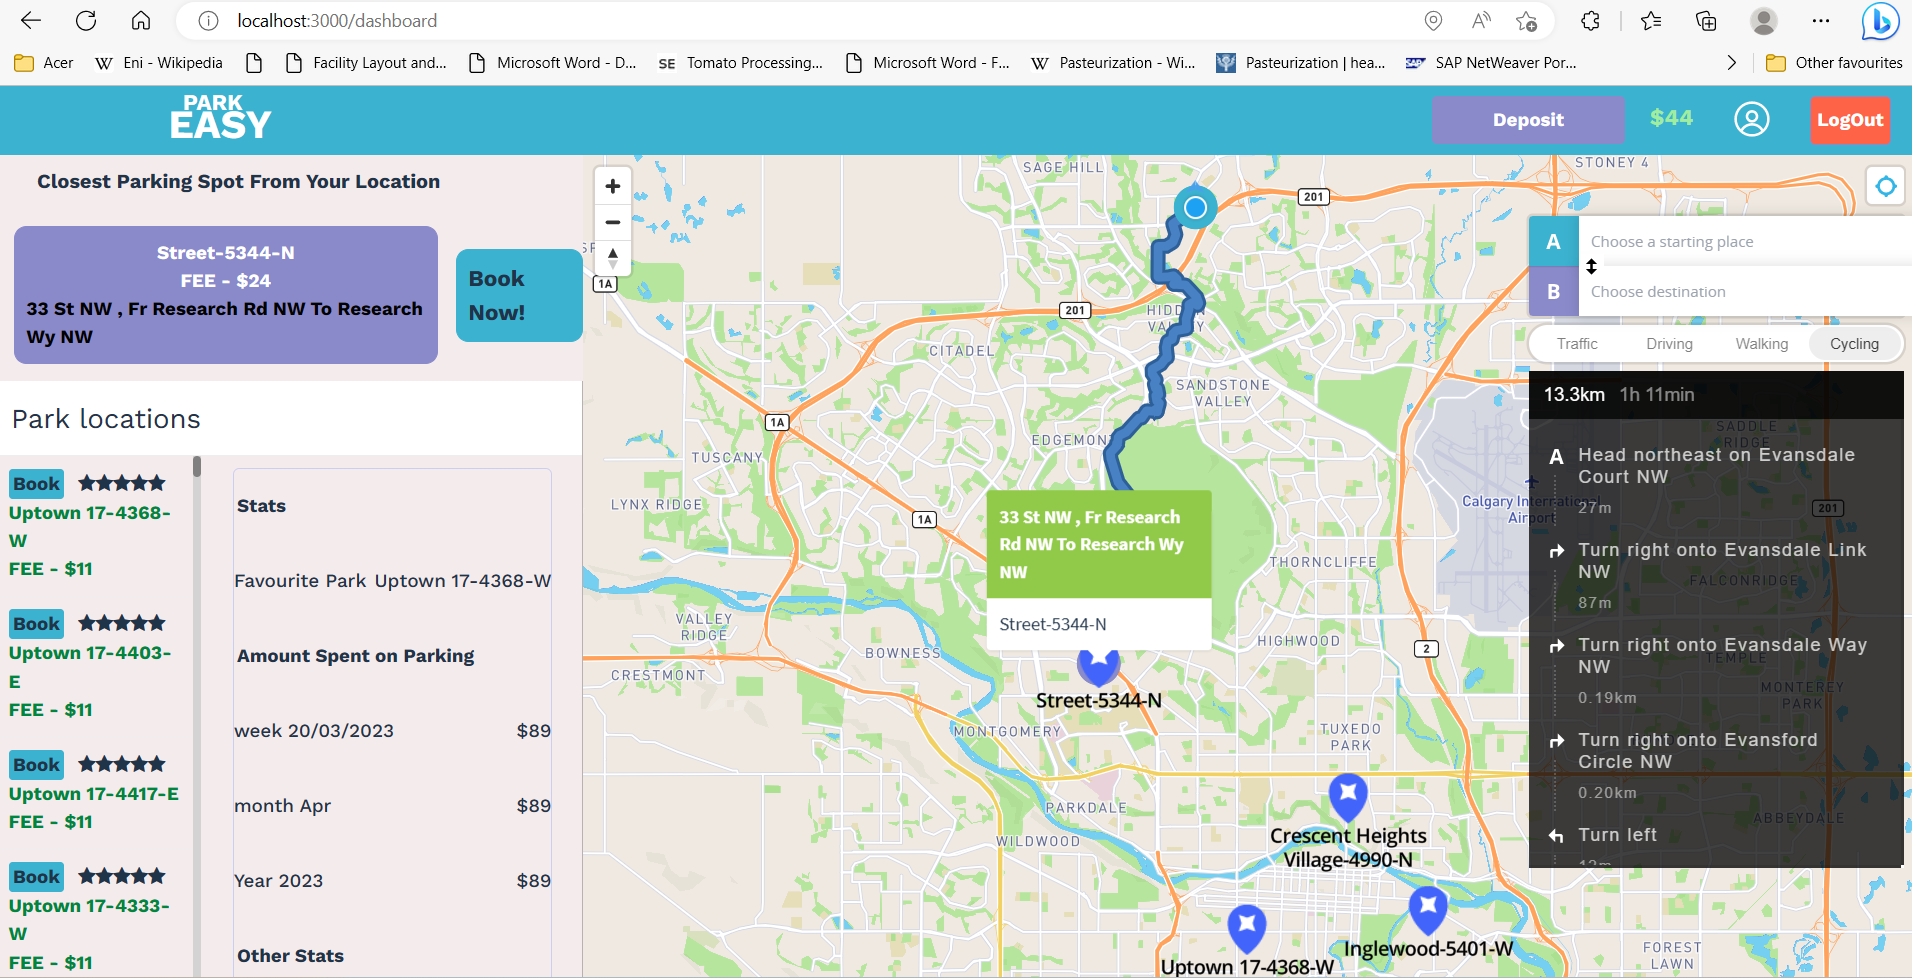 localhost:3000/dashboard
Acer
Eni - Wikipedia
Facility Layout and...
Microsoft Word - D...
SE
Tomato Processing...
Microsoft Word - F...
Pasteurization - Wi...
Pasteurization | hea...
SAP NetWeaver Por...
Other favourites
PARK
EASY
Deposit
$44
LogOut
Closest Parking Spot From Your Location
Street-5344-N
FEE - $24
33 St NW , Fr Research Rd NW To Research
Wy NW
Book
Now!
Park locations
Book
Uptown 17-4368-
W
FEE - $11
Book
Uptown 17-4403-
E
FEE - $11
Book
Uptown 17-4417-E
FEE - $11
Book
Uptown 17-4333-
W
FEE - $11
Stats
Favourite Park Uptown 17-4368-W
Amount Spent on Parking
week 20/03/2023 $89
month Apr $89
Year 2023 $89
Other Stats
SAGE HILL
STONEY 4
201
1A
201
CITADEL
SANDSTONE
VALLEY
1A
EDGEMONT
TUSCANY
LYNX RIDGE
1A
33 St NW , Fr Research
Rd NW To Research Wy
NW
Street-5344-N
Street-5344-N
THORNCLIFFE
VALLEY
RIDGE
BOWNESS
HIGHWOOD
2
CRESTMONT
MONTGOMERY
TUXEDO
PARK
PARKDALE
WILDWOOD
Crescent Heights
Village-4990-N
Inglewood-5401-W
Uptown 17-4368-W
FOREST
LAWN
Calgary International
Airport
SADDLE
RIDGE
201
FALCONRIDGE
TEMPLE
MONTEREY
PARK
ABBEYDALE
A
Choose a starting place
B
Choose destination
Traffic
Driving
Walking
Cycling
13.3km 1h 11min
A Head northeast on Evansdale
Court NW
27m
Turn right onto Evansdale Link
NW
87m
Turn right onto Evansdale Way
NW
0.19km
Turn right onto Evansford
Circle NW
0.20km
Turn left